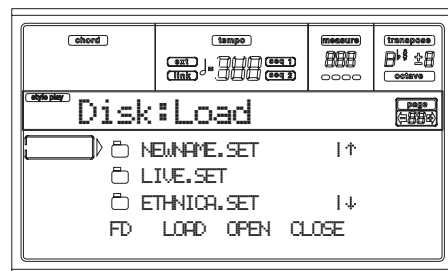 chord tempo measure transpose
ext seq 1
link seq 2
octave
style play
Disk:Load
page
NEWNAME.SET
LIVE.SET
ETHNICA.SET
FD LOAD OPEN CLOSE